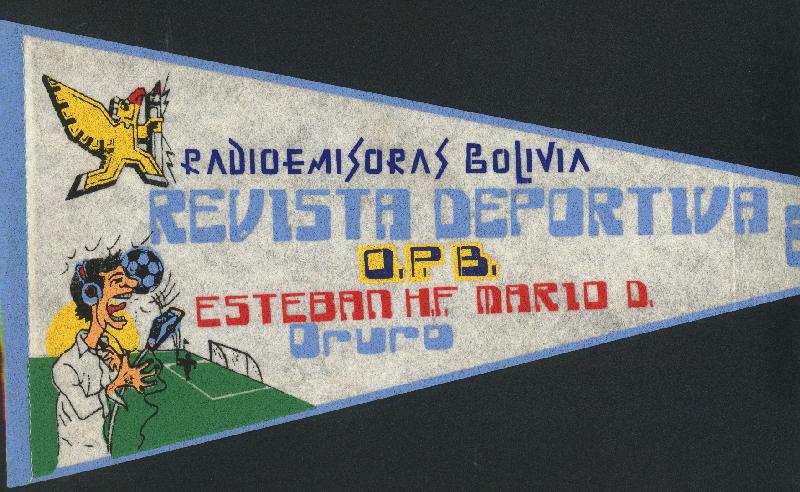 RADIOEMISORAS BOLIVIA
REVISTA DEPORTIVA
O.P. B.
ESTEBAN H.F. MARIO D.
Oruro